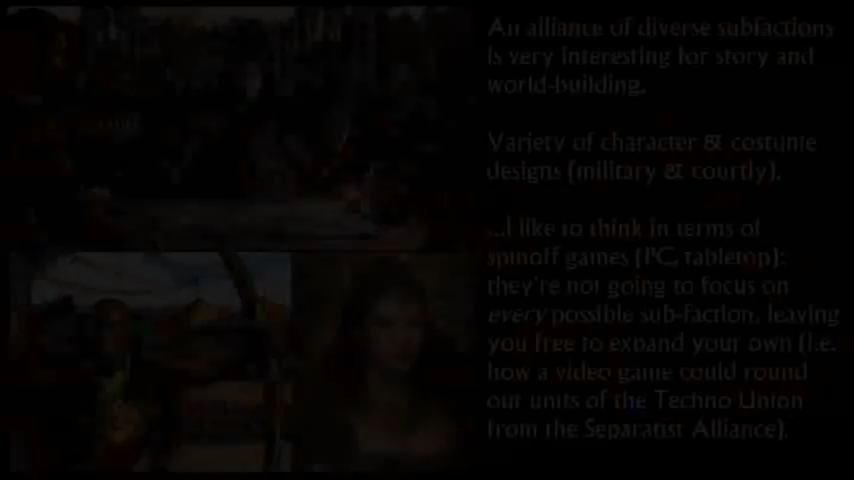 An alliance of diverse subfactions
is very interesting for story and
world-building.
Variety of character & costume
designs (military & courtly).
...I like to think in terms of
spinoff games (PC, tabletop):
they're not going to focus on
every possible sub-faction, leaving
you free to expand your own (i.e.
how a video game could round
out units of the Techno Union
from the Separatist Alliance).